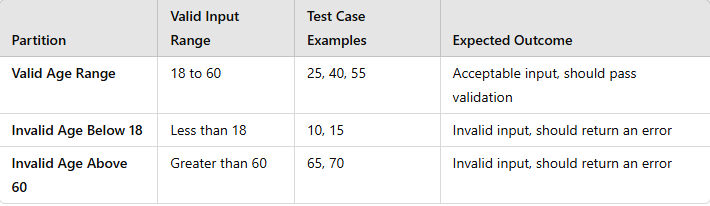 Partition
Valid Input
Range
Test Case
Examples
Expected Outcome
Valid Age Range
18 to 60
25, 40, 55
Acceptable input, should pass
validation
Invalid Age Below 18
Less than 18
10, 15
Invalid input, should return an error
Invalid Age Above
60
Greater than 60
65, 70
Invalid input, should return an error